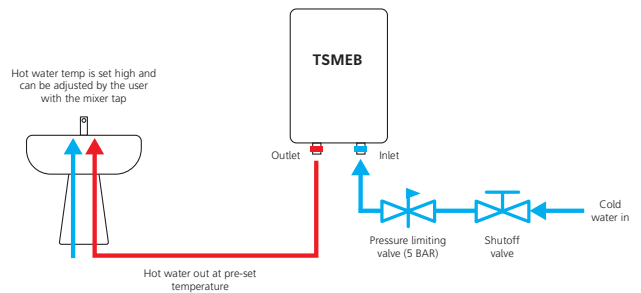 TSMEB
Hot water temp is set high and
can be adjusted by the user
with the mixer tap
Outlet
Inlet
Cold
water in
Pressure limiting
valve (5 BAR)
Shutoff
valve
Hot water out at pre-set
temperature